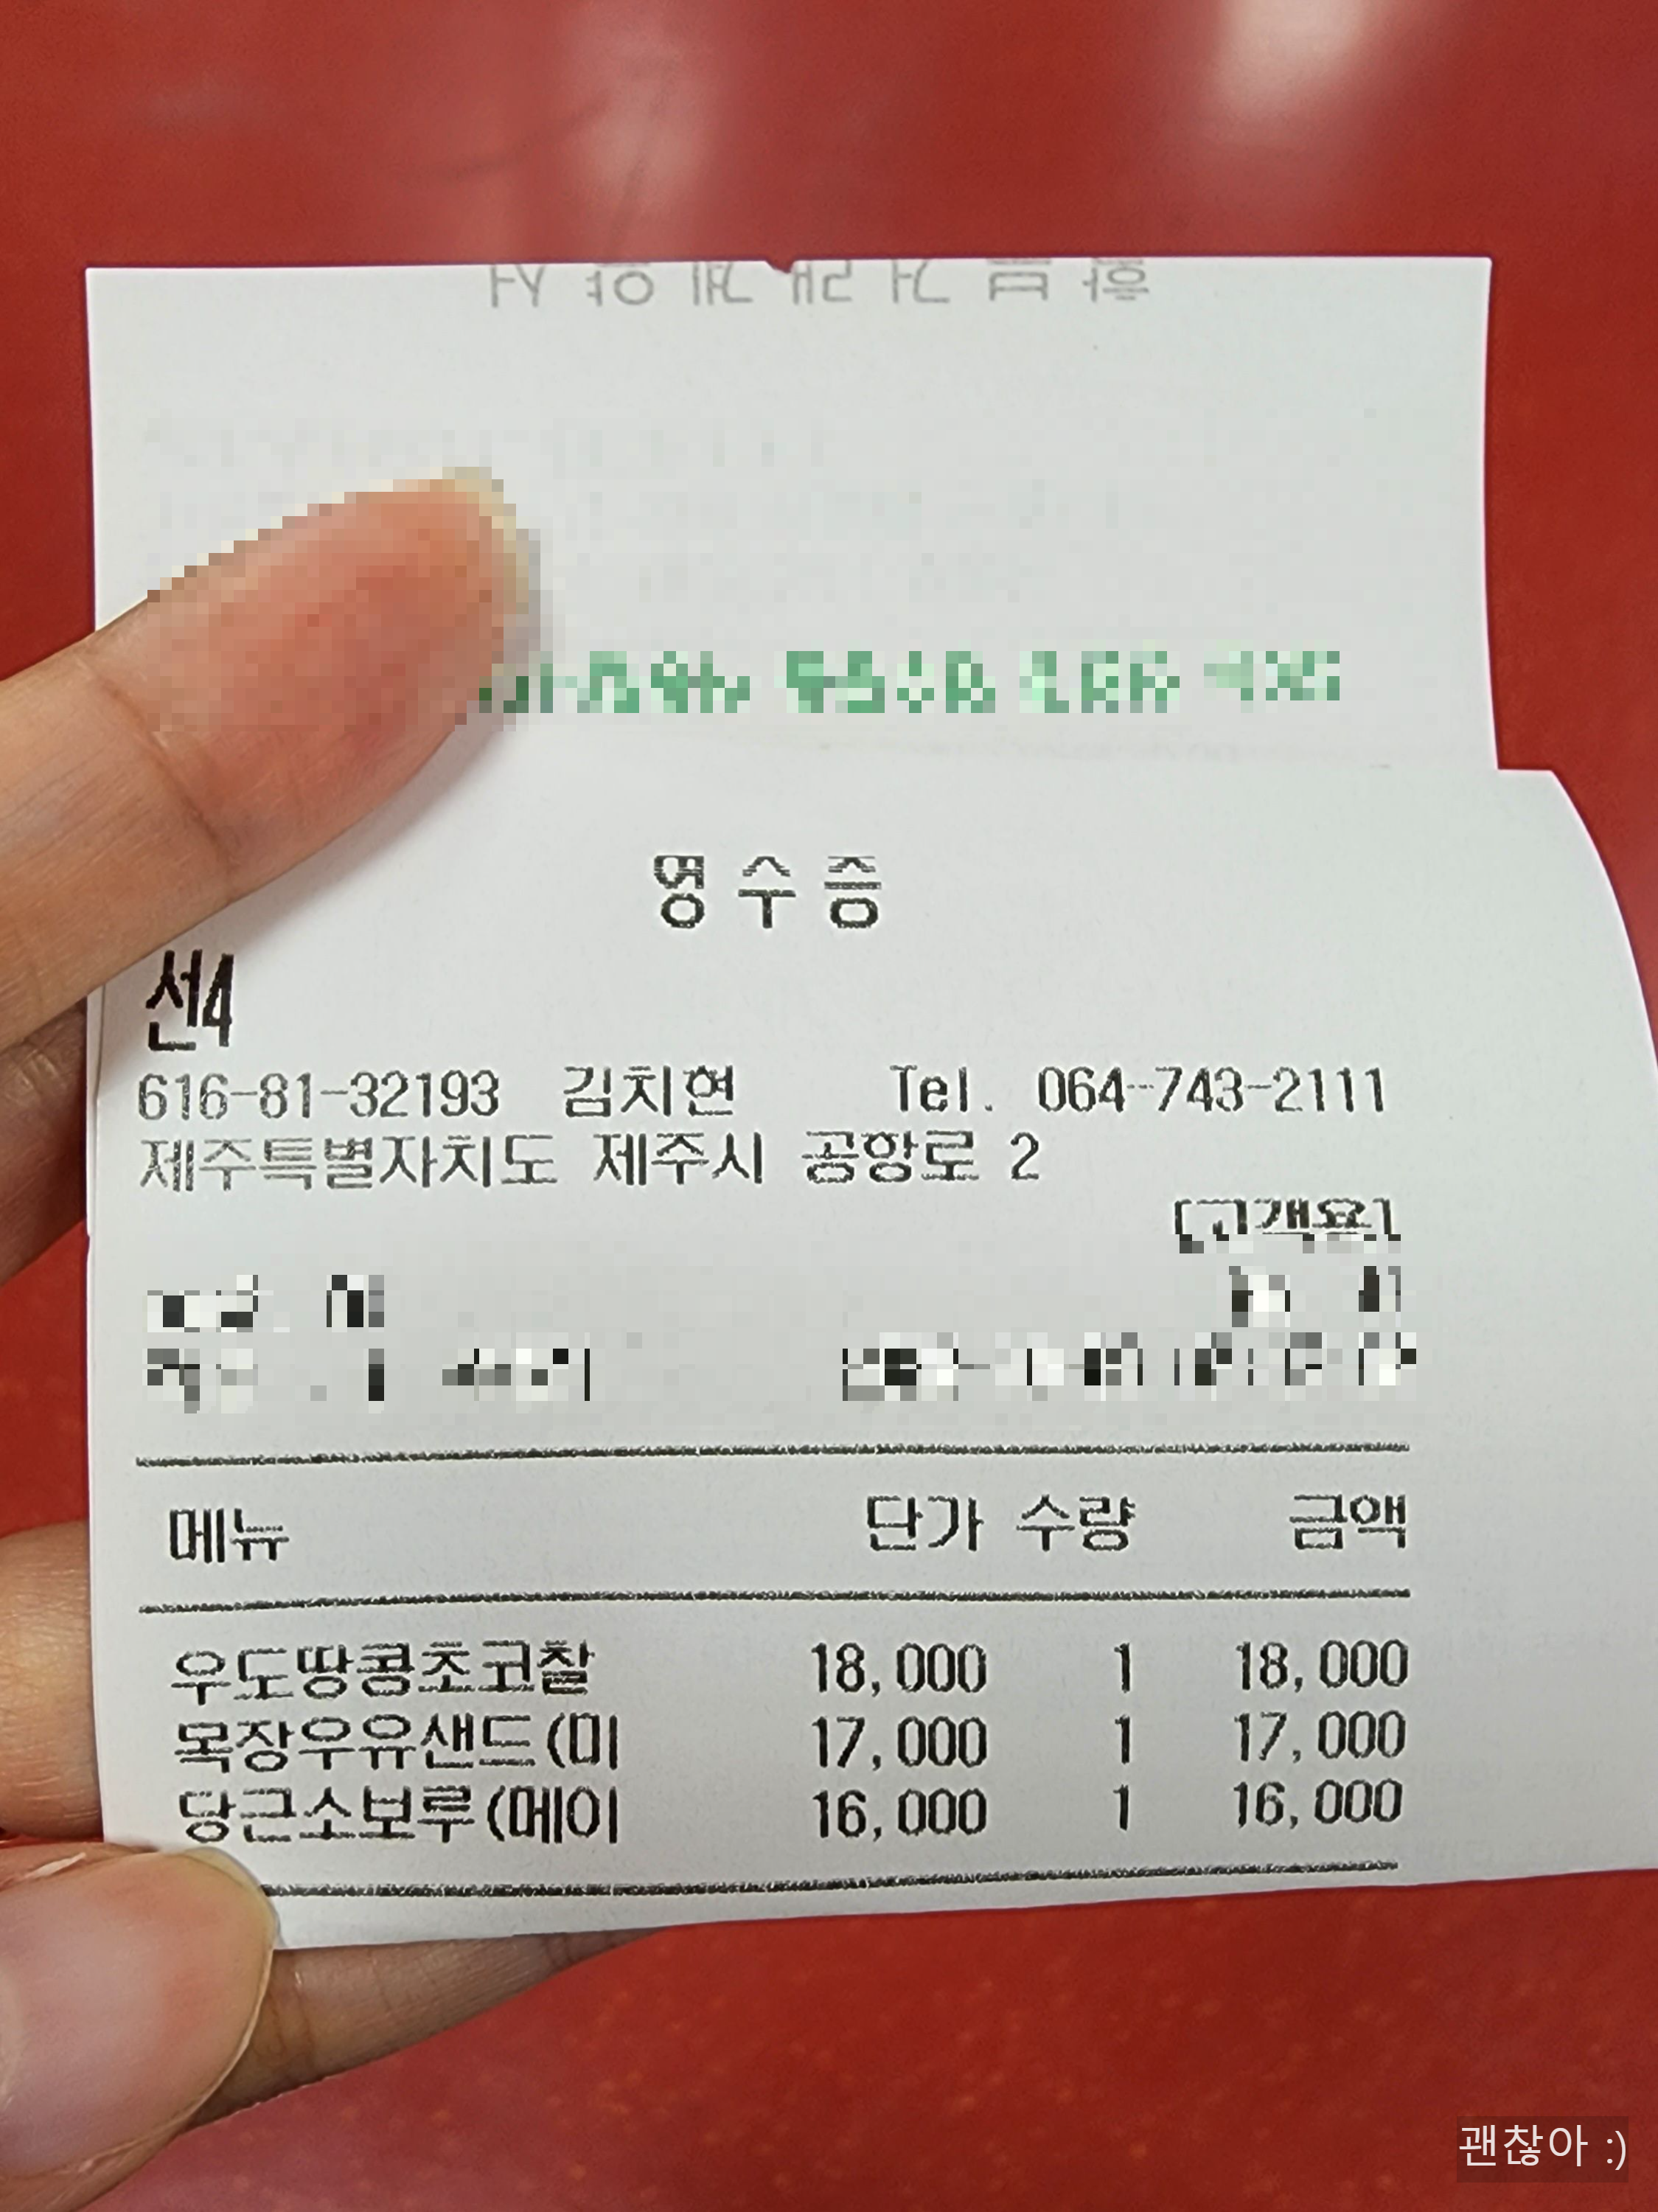 영 수 증
선4
616-81-32193 김치현 Tel. 064-743-2111
제주특별자치도 제주시 공항로 2
[고객용]
메뉴 단가 수량 금액
우도땅콩초코찰 18,000 1 18,000
목장우유샌드(미 17,000 1 17,000
당근소보루(메이 16,000 1 16,000
괜찮아 :)